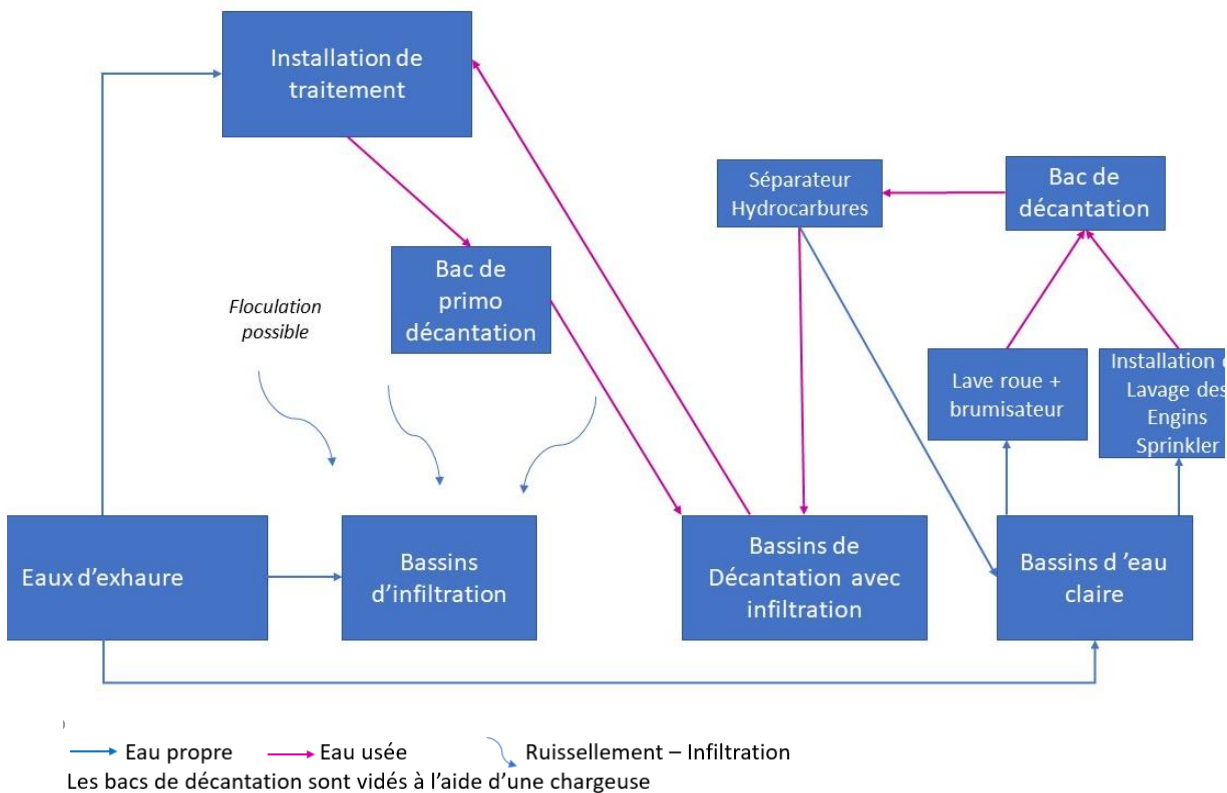 Installation de
traitement
Séparateur
Hydrocarbures
Bac de
décantation
Bac de
primo
décantation
Floculation
possible
Lave roue +
brumisateur
Installation
Lavage des
Engins
Sprinkler
Eaux d’exhaure
Bassins
d’infiltration
Bassins de
Décantation avec
infiltration
Bassins d ’eau
claire
Eau propre
Eau usée
Ruissellement – Infiltration
Les bacs de décantation sont vidés à l’aide d’une chargeuse